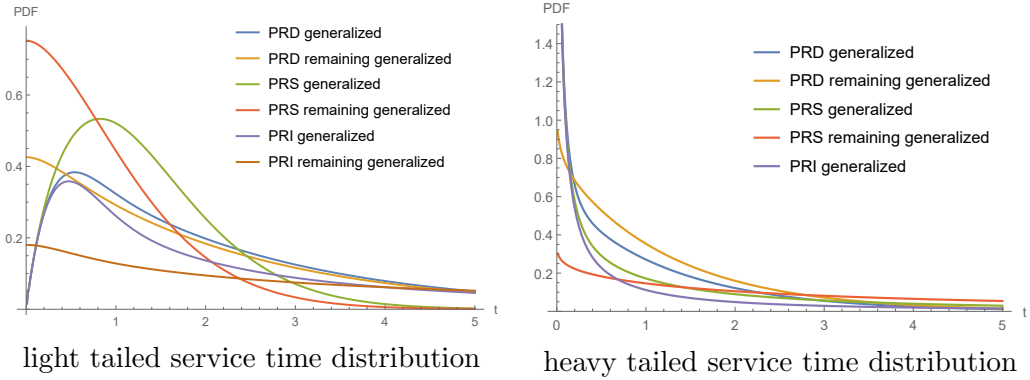 PDF
PRD generalized
PRD remaining generalized
PRS generalized
PRS remaining generalized
PRI generalized
PRI remaining generalized
0.6
0.4
0.2
1
2
3
4
5
t
light tailed service time distribution
PDF
1.4
1.2
1.0
0.8
0.6
0.4
0.2
PRD generalized
PRD remaining generalized
PRS generalized
PRS remaining generalized
PRI generalized
0
1
2
3
4
5
t
heavy tailed service time distribution